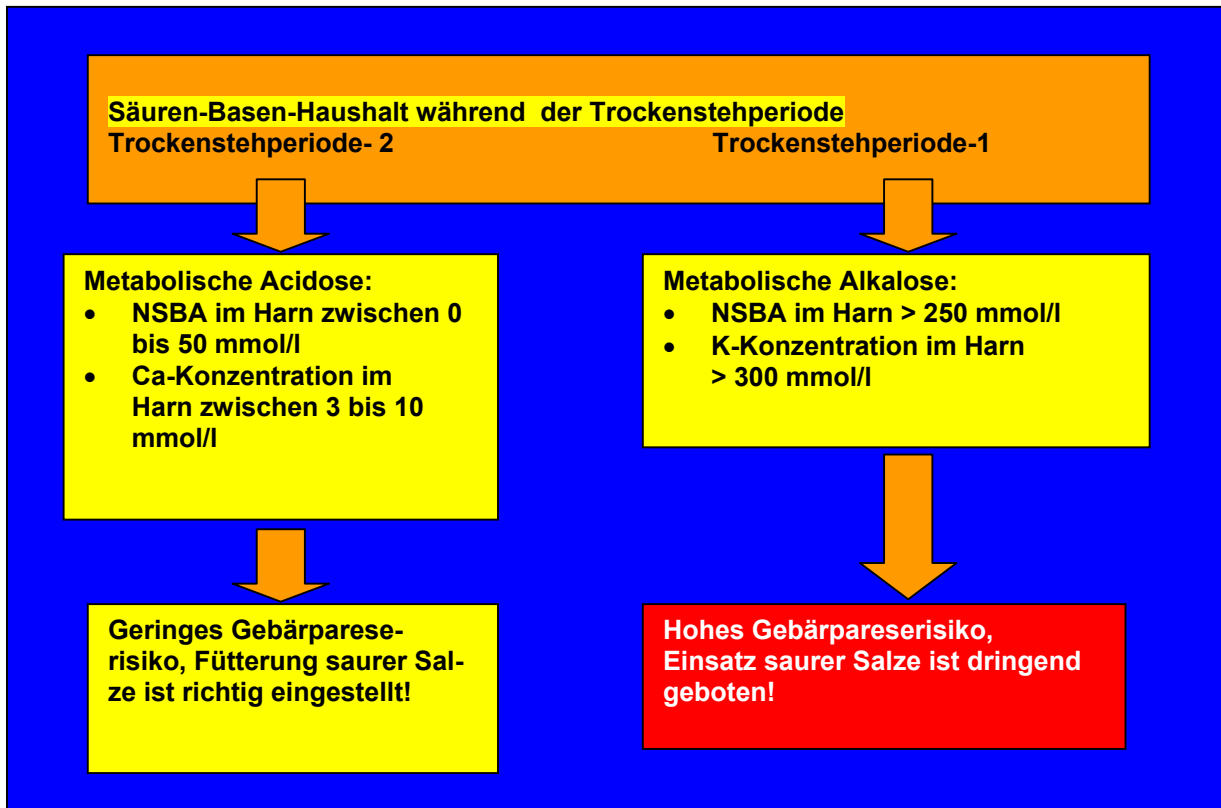 Säuren-Basen-Haushalt während der Trockenstehperiode
Trockenstehperiode- 2 Trockenstehperiode-1
Metabolische Acidose:
• NSBA im Harn zwischen 0
bis 50 mmol/l
• Ca-Konzentration im
Harn zwischen 3 bis 10
mmol/l
Metabolische Alkalose:
• NSBA im Harn > 250 mmol/l
• K-Konzentration im Harn
> 300 mmol/l
Geringes Gebärparese-
risiko, Fütterung saurer Sal-
ze ist richtig eingestellt!
Hohes Gebärpareserisiko,
Einsatz saurer Salze ist dringend
geboten!